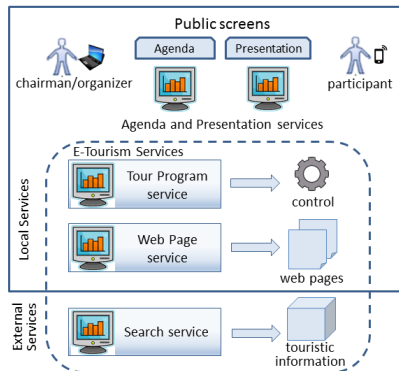 Public screens
Agenda
Presentation
chairman/organizer
participant
Agenda and Presentation services
E-Tourism Services
Tour Program
service
control
Local Services
Web Page
service
web pages
External
Services
Search service
touristic
information